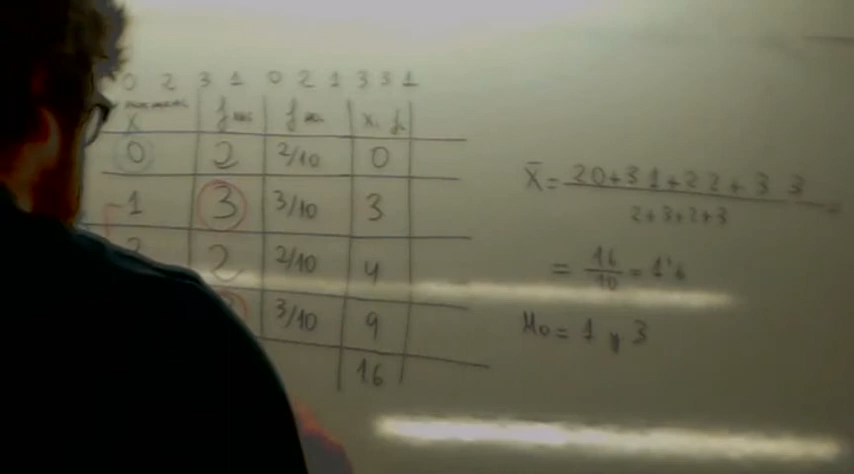 0 2 3 1 0 2 1 3 3 1
X f f x. f
0 2 2/10 0
1 3 3/10 3
2 2 2/10 4
3/10 9
16
X̄ = 2 0 + 3 1 + 2 2 + 3 3
2 + 3 + 2 + 3
= 16/10 = 1'6
Mo = 1 y 3